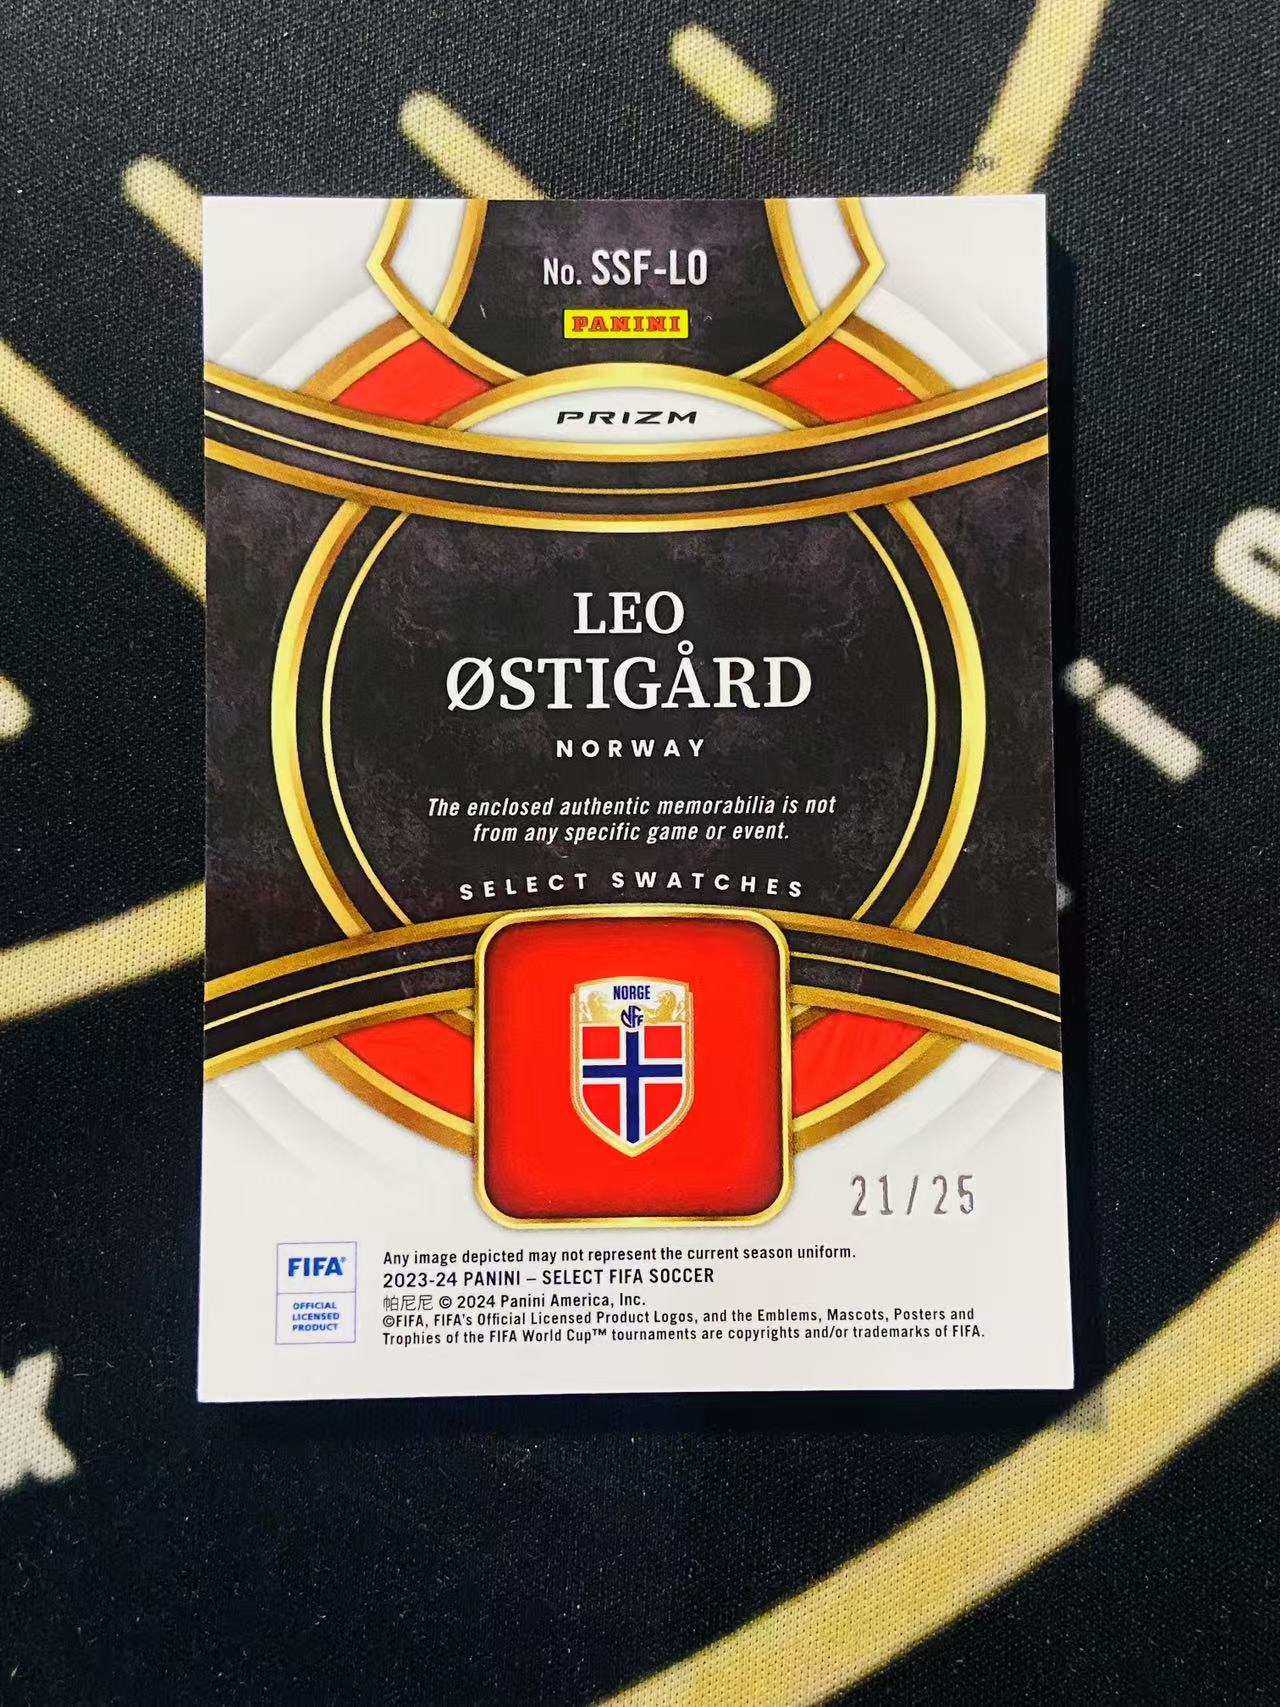 No. SSF-LO
PANINI
PRIZM
LEO
ØSTIGÅRD
NORWAY
The enclosed authentic memorabilia is not
from any specific game or event.
SELECT SWATCHES
NORGE
NFF
21/25
FIFA®
OFFICIAL
LICENSED
PRODUCT
Any image depicted may not represent the current season uniform.
2023-24 PANINI – SELECT FIFA SOCCER
帕尼尼 © 2024 Panini America, Inc.
©FIFA, FIFA's Official Licensed Product Logos, and the Emblems, Mascots, Posters and
Trophies of the FIFA World Cup™ tournaments are copyrights and/or trademarks of FIFA.